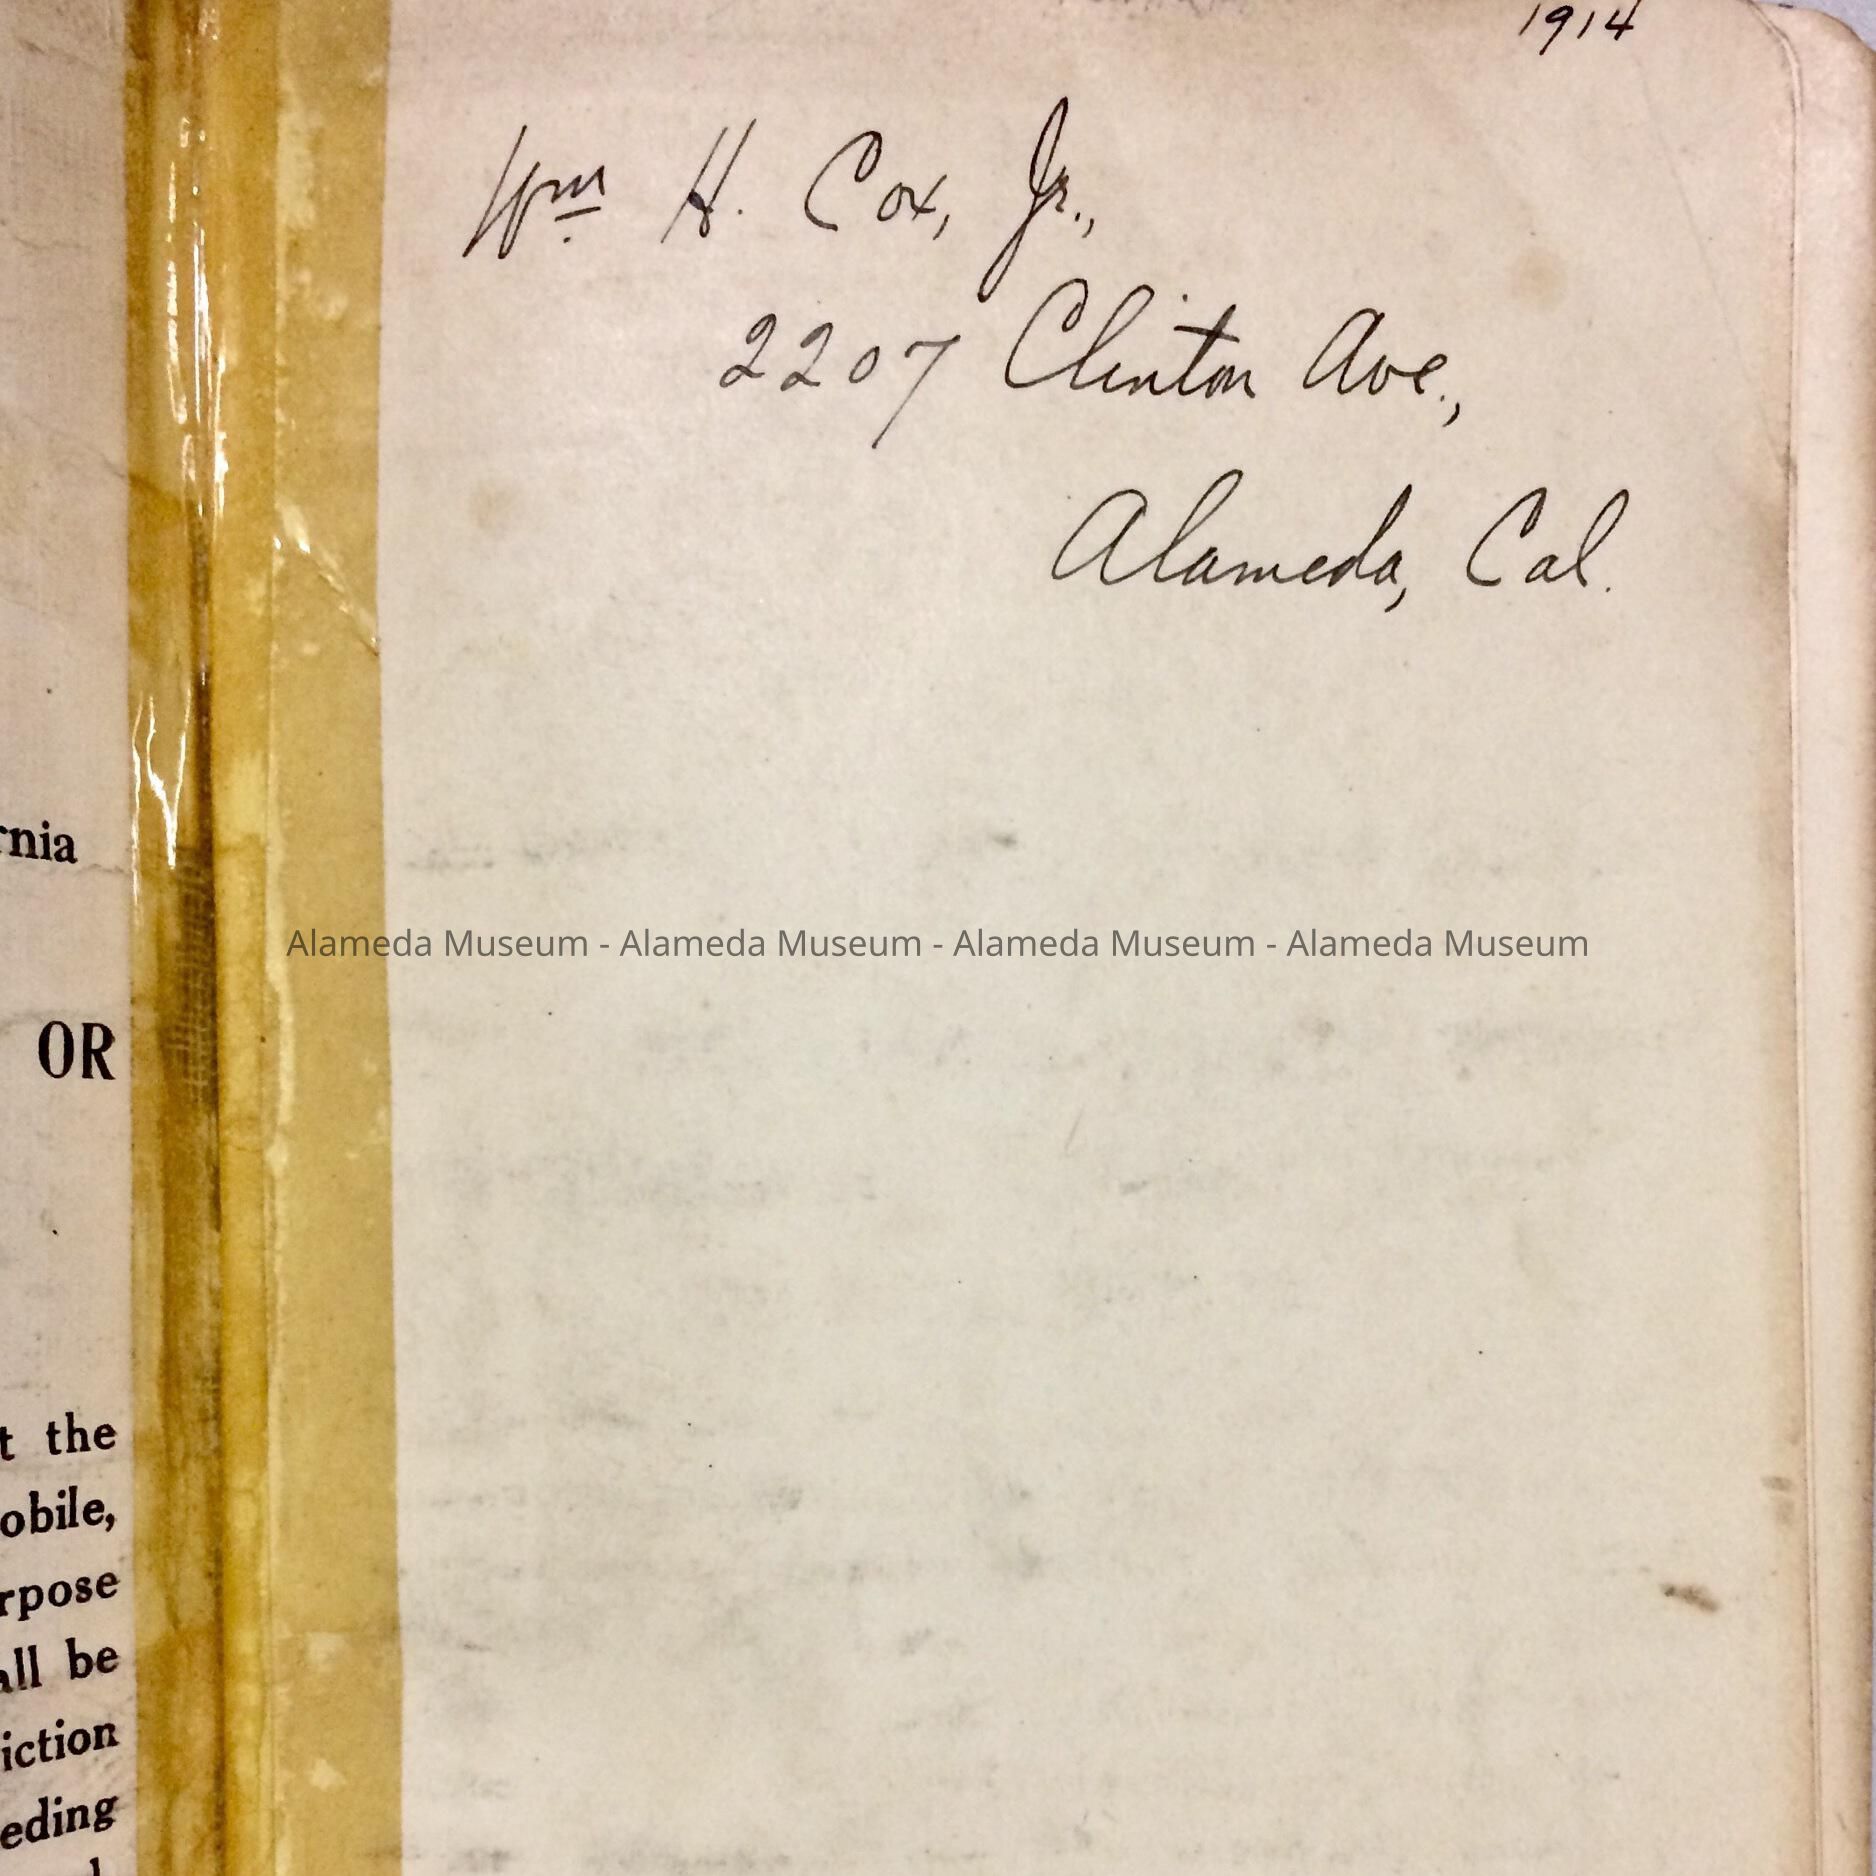 1914
Wm H. Cox, Jr.,
2207 Clinton Ave.,
Alameda, Cal.
rnia
Alameda Museum - Alameda Museum - Alameda Museum - Alameda Museum
OR
t the
obile,
rpose
all be
iction
eding